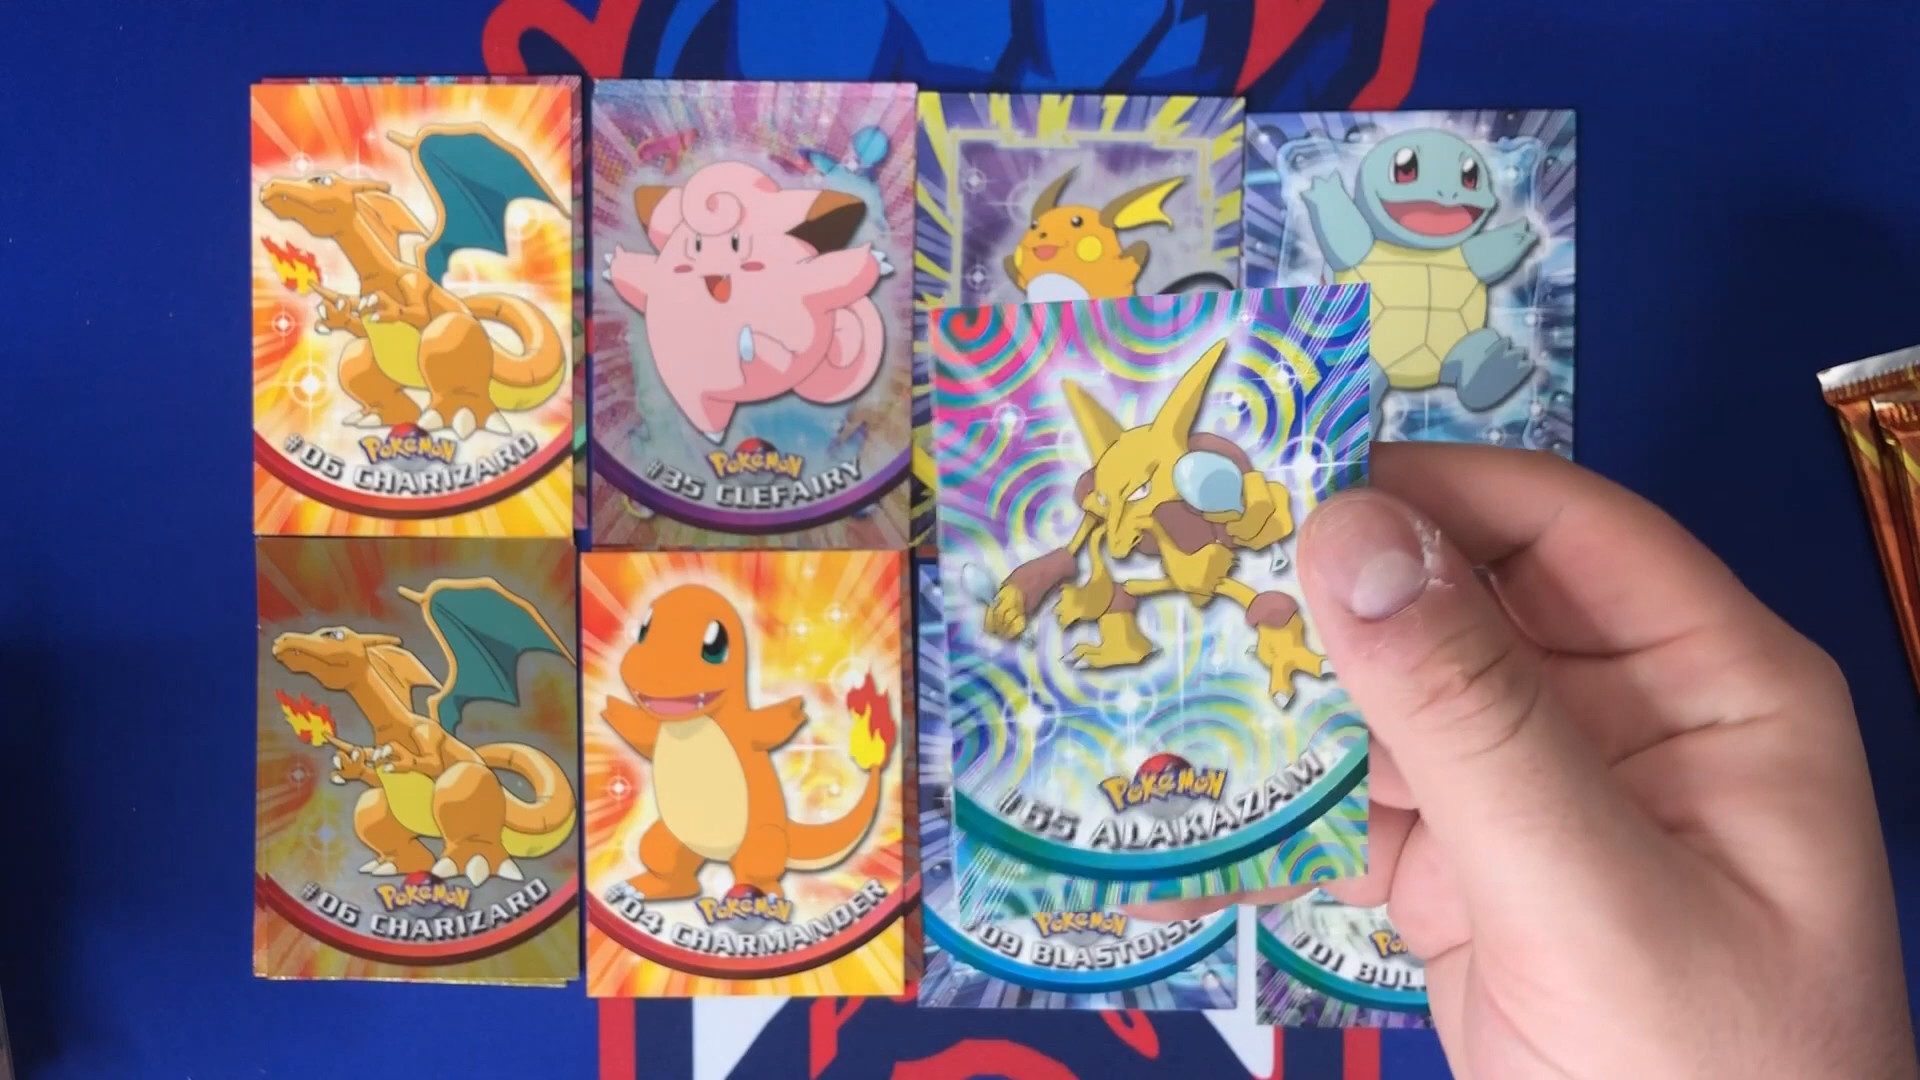 Pokémon
#06 CHARIZARD
Pokémon
#35 CLEFAIRY
Pokémon
#06 CHARIZARD
Pokémon
#04 CHARMANDER
Pokémon
#65 ALAKAZAM
Pokémon
#09 BLASTOISE
#01